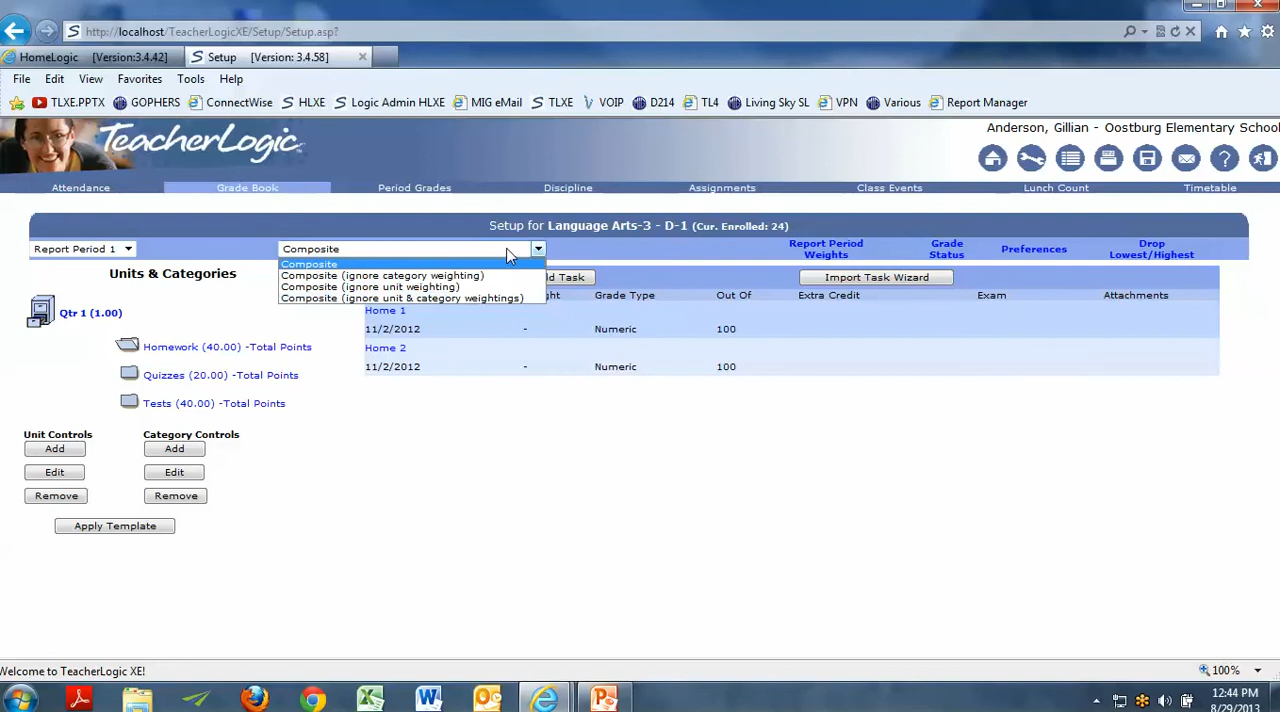 http://localhost/TeacherLogicXE/Setup/Setup.asp?
HomeLogic [Version:3.4.42] Setup [Version: 3.4.58]
File Edit View Favorites Tools Help
TLXE.PPTX GOPHERS ConnectWise HLXE Logic Admin HLXE MIG eMail TLXE VOIP D214 TL4 Living Sky SL VPN Various Report Manager
TeacherLogic
Anderson, Gillian - Oostburg Elementary School
Attendance Grade Book Period Grades Discipline Assignments Class Events Lunch Count Timetable
Setup for Language Arts-3 - D-1 (Cur. Enrolled: 24)
Report Period 1 Composite Report Period Weights Grade Status Preferences Drop Lowest/Highest
Composite
Composite (ignore category weighting)
Composite (ignore unit weighting)
Composite (ignore unit & category weightings)
Units & Categories
d Task Import Task Wizard
ht Grade Type Out Of Extra Credit Exam Attachments
Qtr 1 (1.00)
Home 1
11/2/2012 - Numeric 100
Home 2
11/2/2012 - Numeric 100
Homework (40.00) -Total Points
Quizzes (20.00) -Total Points
Tests (40.00) -Total Points
Unit Controls Category Controls
Add Add
Edit Edit
Remove Remove
Apply Template
Welcome to TeacherLogic XE!
100%
12:44 PM
8/29/2013